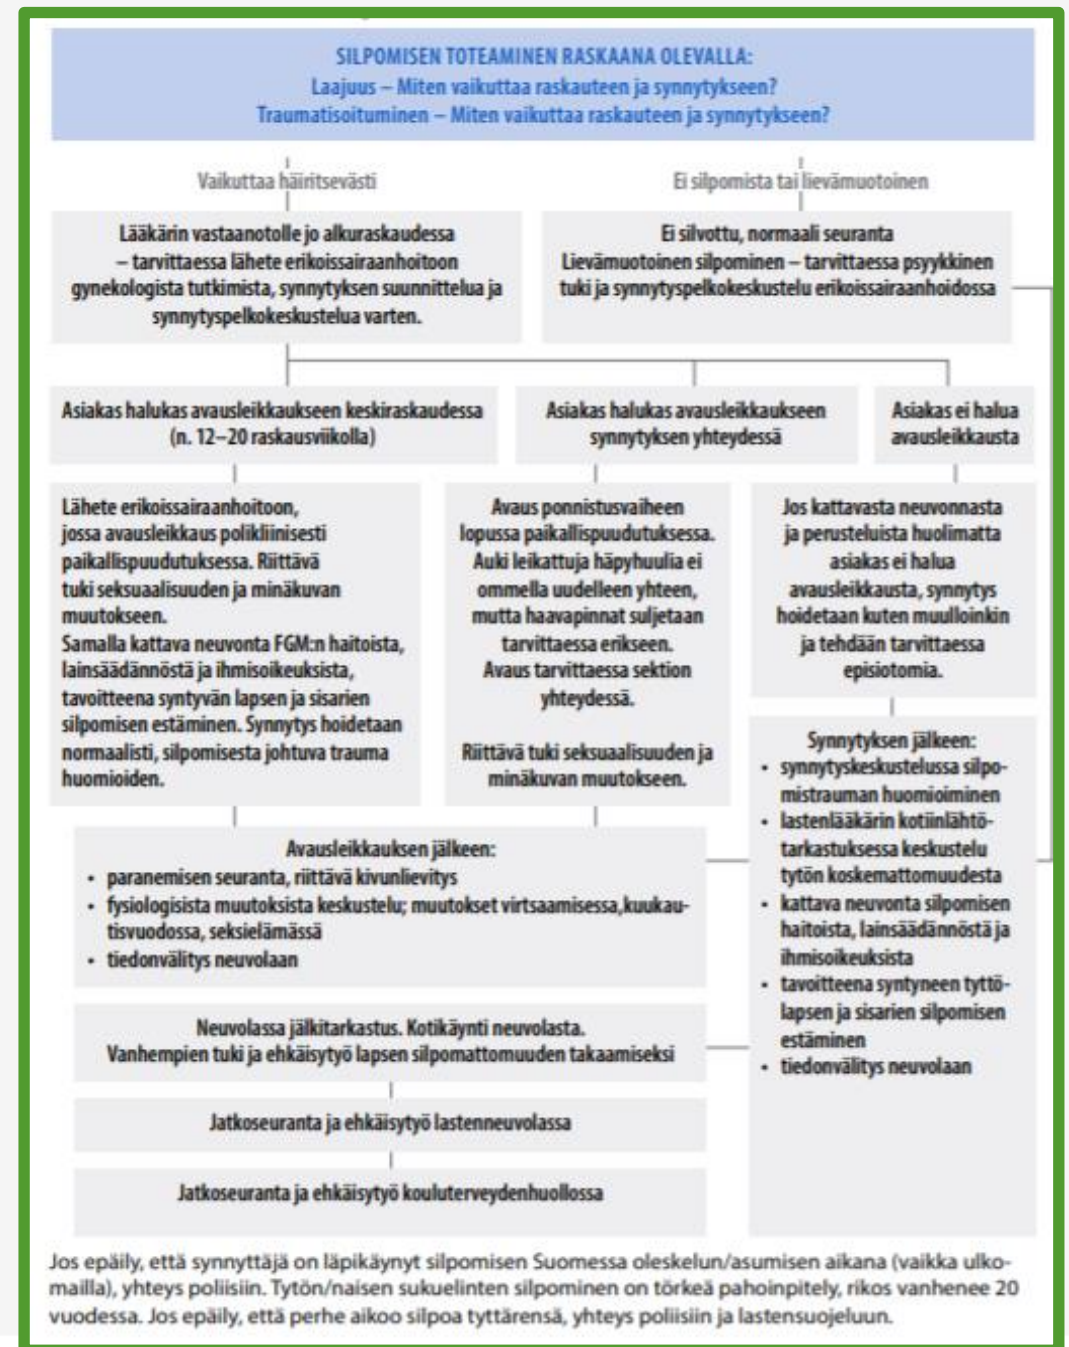 SILPOMISEN TOTEAMINEN RASKAANA OLEVALLA:
Laajuus – Miten vaikuttaa raskauteen ja synnytykseen?
Traumatisoituminen – Miten vaikuttaa raskauteen ja synnytykseen?
Vaikuttaa häiritsevästi
Ei silpomista tai lievämuotoinen
Lääkärin vastaanotolle jo alkuraskaudessa
– tarvittaessa lähete erikoissairaanhoitoon
gynekologista tutkimista, synnytyksen suunnittelua ja
synnytyspelkokeskustelua varten.
Ei silvottu, normaali seuranta
Lievämuotoinen silpominen – tarvittaessa psyykkinen
tuki ja synnytyspelkokeskustelu erikoissairaanhoidossa
Asiakas halukas avausleikkaukseen keskiraskaudessa
(n. 12–20 raskausviikolla)
Asiakas halukas avausleikkaukseen
synnytyksen yhteydessä
Asiakas ei halua
avausleikkausta
Lähete erikoissairaanhoitoon,
jossa avausleikkaus polikliinisesti
paikallispuudutuksessa. Riittävä
tuki seksuaalisuuden ja minäkuvan
muutokseen.
Samalla kattava neuvonta FGM:n haitoista,
lainsäädännöstä ja ihmisoikeuksista,
tavoitteena syntyvän lapsen ja sisarien
silpomisen estäminen. Synnytys hoidetaan
normaalisti, silpomisesta johtuva trauma
huomioiden.
Avaus ponnistusvaiheen
lopussa paikallispuudutuksessa.
Auki leikattuja häpyhuulia ei
ommella uudelleen yhteen,
mutta haavapinnat suljetaan
tarvittaessa erikseen.
Avaus tarvittaessa sektion
yhteydessä.
Riittävä tuki seksuaalisuuden ja
minäkuvan muutokseen.
Jos kattavasta neuvonnasta
ja perusteluista huolimatta
asiakas ei halua
avausleikkausta, synnytys
hoidetaan kuten muulloinkin
ja tehdään tarvittaessa
episiotomia.
Avausleikkauksen jälkeen:
• paranemisen seuranta, riittävä kivunlievitys
• fysiologisista muutoksista keskustelu; muutokset virtsaamisessa,kuukau-
tisvuodossa, seksielämässä
• tiedonvälitys neuvolaan
Synnytyksen jälkeen:
• synnytyskeskustelussa silpo-
mistrauman huomioiminen
• lastenlääkärin kotiinlähtö-
tarkastuksessa keskustelu
tytön koskemattomuudesta
• kattava neuvonta silpomisen
haitoista, lainsäädännöstä ja
ihmisoikeuksista
• tavoitteena syntyneen tyttö-
lapsen ja sisarien silpomisen
estäminen
• tiedonvälitys neuvolaan
Neuvolassa jälkitarkastus. Kotikäynti neuvolasta.
Vanhempien tuki ja ehkäisytyö lapsen silpomattomuuden takaamiseksi
Jatkoseuranta ja ehkäisytyö lastenneuvolassa
Jatkoseuranta ja ehkäisytyö kouluterveydenhuollossa
Jos epäily, että synnyttäjä on läpikäynyt silpomisen Suomessa oleskelun/asumisen aikana (vaikka ulko-
mailla), yhteys poliisiin. Tytön/naisen sukuelinten silpominen on törkeä pahoinpitely, rikos vanhenee 20
vuodessa. Jos epäily, että perhe aikoo silpoa tyttärensä, yhteys poliisiin ja lastensuojeluun.